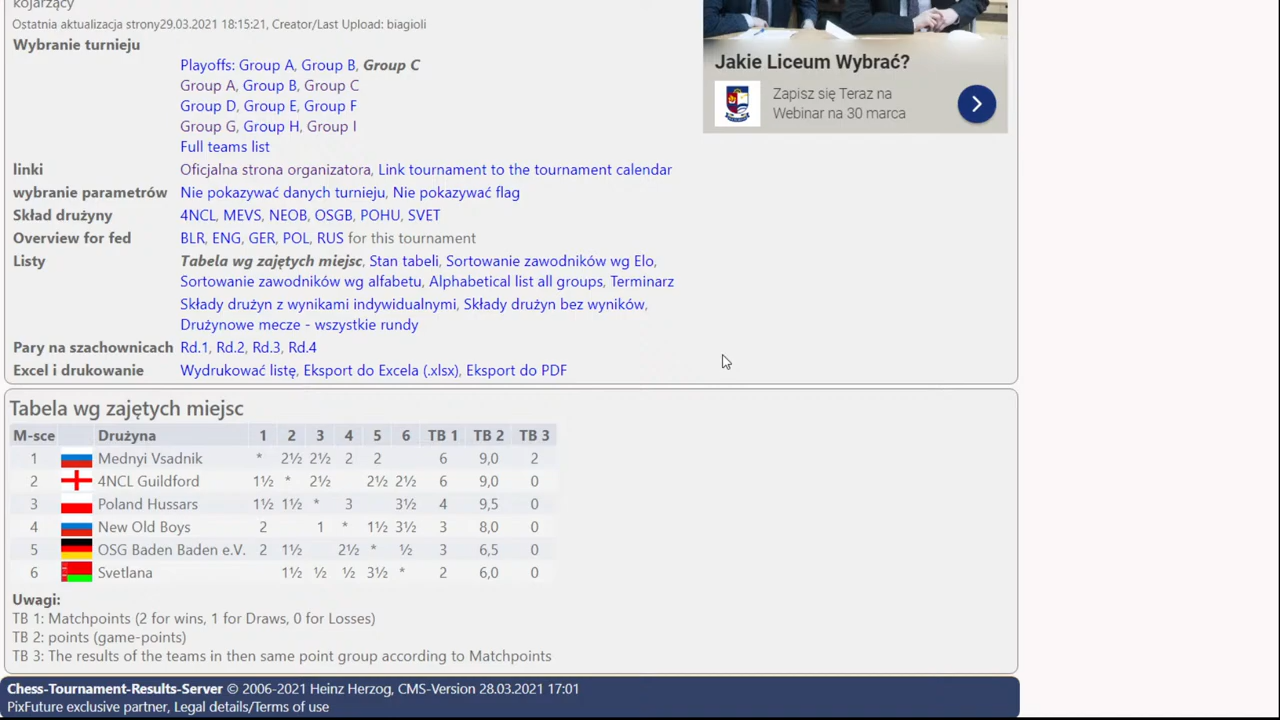 kojarzący
Ostatnia aktualizacja strony29.03.2021 18:15:21, Creator/Last Upload: biagioli
Wybranie turnieju
Playoffs: Group A, Group B, Group C
Group A, Group B, Group C
Group D, Group E, Group F
Group G, Group H, Group I
Full teams list
linki Oficjalna strona organizatora, Link tournament to the tournament calendar
wybranie parametrów Nie pokazywać danych turnieju, Nie pokazywać flag
Skład drużyny 4NCL, MEVS, NEOB, OSGB, POHU, SVET
Overview for fed BLR, ENG, GER, POL, RUS for this tournament
Listy Tabela wg zajętych miejsc, Stan tabeli, Sortowanie zawodników wg Elo,
Sortowanie zawodników wg alfabetu, Alphabetical list all groups, Terminarz
Składy drużyn z wynikami indywidualnymi, Składy drużyn bez wyników,
Drużynowe mecze - wszystkie rundy
Pary na szachownicach Rd.1, Rd.2, Rd.3, Rd.4
Excel i drukowanie Wydrukować listę, Eksport do Excela (.xlsx), Eksport do PDF
Jakie Liceum Wybrać?
Zapisz się Teraz na
Webinar na 30 marca
Tabela wg zajętych miejsc
M-sce Drużyna 1 2 3 4 5 6 TB 1 TB 2 TB 3
1 Mednyi Vsadnik * 2½ 2½ 2 2 6 9,0 2
2 4NCL Guildford 1½ * 2½ 2½ 2½ 6 9,0 0
3 Poland Hussars 1½ 1½ * 3 3½ 4 9,5 0
4 New Old Boys 2 1 * 1½ 3½ 3 8,0 0
5 OSG Baden Baden e.V. 2 1½ 2½ * ½ 3 6,5 0
6 Svetlana 1½ ½ ½ 3½ * 2 6,0 0
Uwagi:
TB 1: Matchpoints (2 for wins, 1 for Draws, 0 for Losses)
TB 2: points (game-points)
TB 3: The results of the teams in then same point group according to Matchpoints
Chess-Tournament-Results-Server © 2006-2021 Heinz Herzog, CMS-Version 28.03.2021 17:01
PixFuture exclusive partner, Legal details/Terms of use